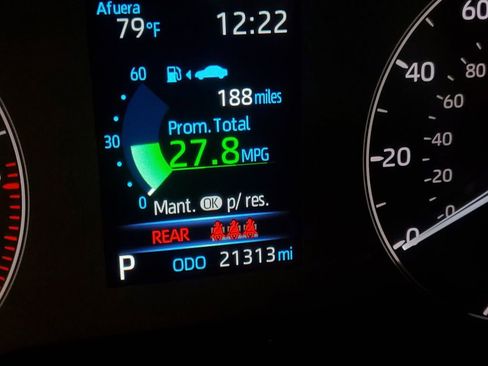 Afuera
79°F 12:22
60
188 miles
30
Prom. Total
27.8 MPG
0
Mant. OK p/ res.
REAR
P ODO 21313 mi
60
80
40
60
40
20
20
0
0